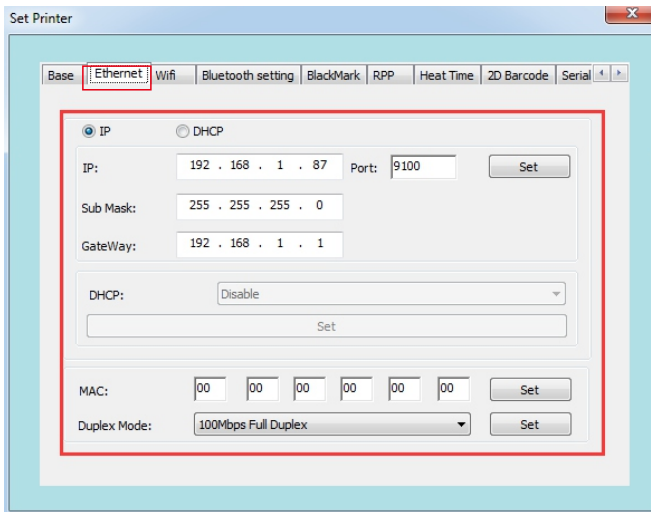 Set Printer
Base Ethernet Wifi Bluetooth setting BlackMark RPP Heat Time 2D Barcode Serial
IP DHCP
IP: 192 . 168 . 1 . 87 Port: 9100 Set
Sub Mask: 255 . 255 . 255 . 0
GateWay: 192 . 168 . 1 . 1
DHCP: Disable
Set
MAC: 00 00 00 00 00 00 Set
Duplex Mode: 100Mbps Full Duplex Set